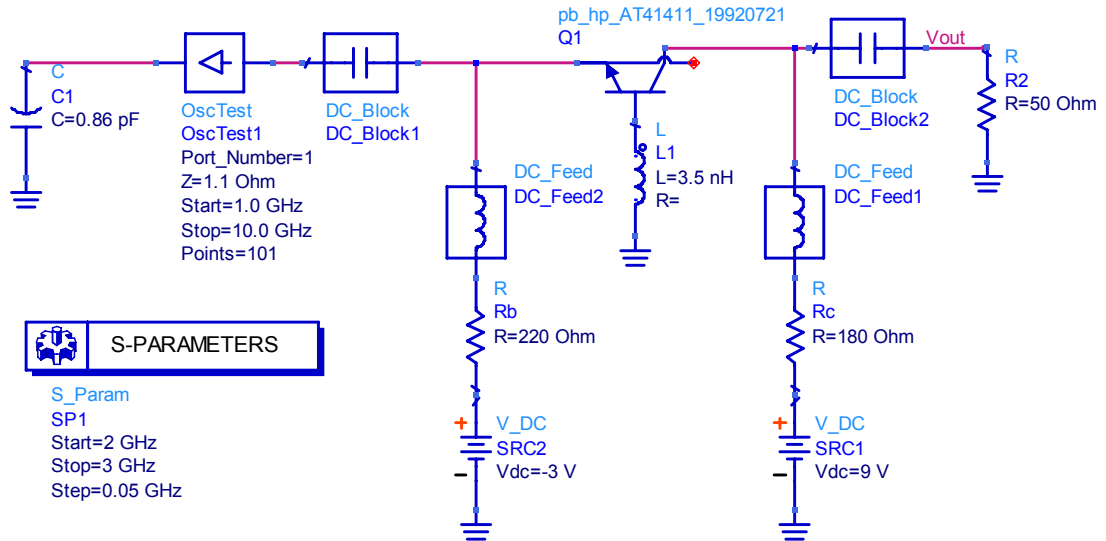 pb_hp_AT41411_19920721
Q1
C
C1
C=0.86 pF
OscTest
OscTest1
Port_Number=1
Z=1.1 Ohm
Start=1.0 GHz
Stop=10.0 GHz
Points=101
DC_Block
DC_Block1
DC_Feed
DC_Feed2
L
L1
L=3.5 nH
R=
DC_Block
DC_Block2
Vout
R
R2
R=50 Ohm
DC_Feed
DC_Feed1
R
Rb
R=220 Ohm
R
Rc
R=180 Ohm
S-PARAMETERS
S_Param
SP1
Start=2 GHz
Stop=3 GHz
Step=0.05 GHz
+
V_DC
SRC2
Vdc=-3 V
−
+
V_DC
SRC1
Vdc=9 V
−